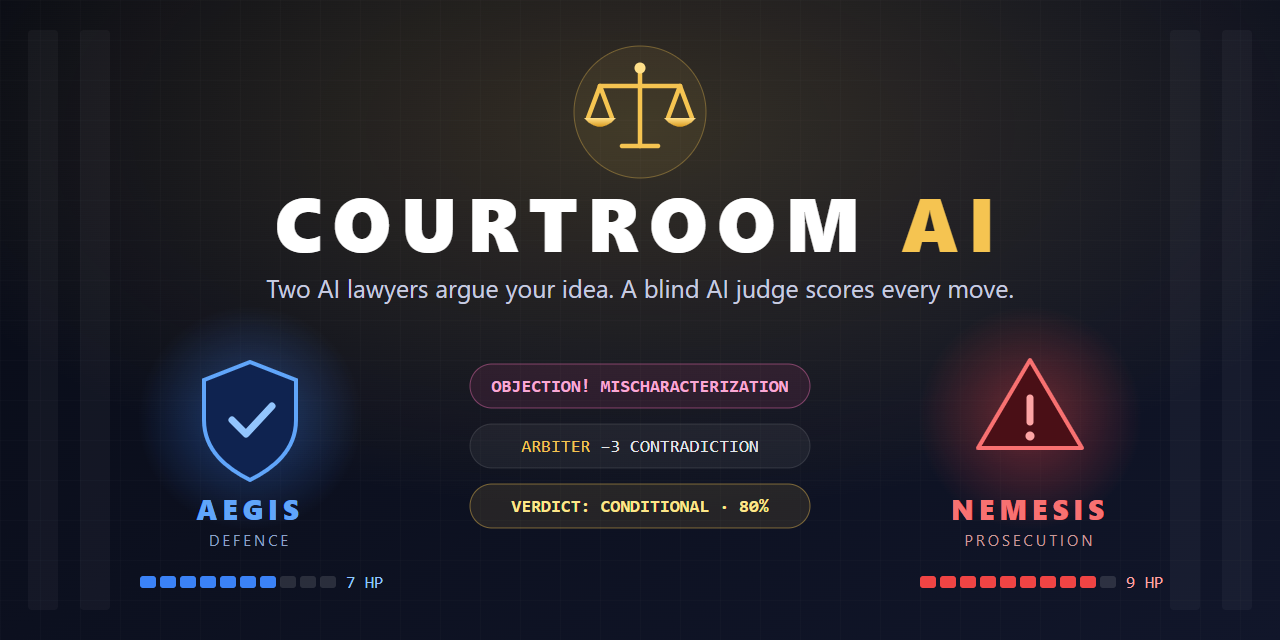 COURTROOM AI
Two AI lawyers argue your idea. A blind AI judge scores every move.
OBJECTION! MISCHARACTERIZATION
ARBITER −3 CONTRADICTION
VERDICT: CONDITIONAL · 80%
AEGIS
DEFENCE
7 HP
NEMESIS
PROSECUTION
9 HP